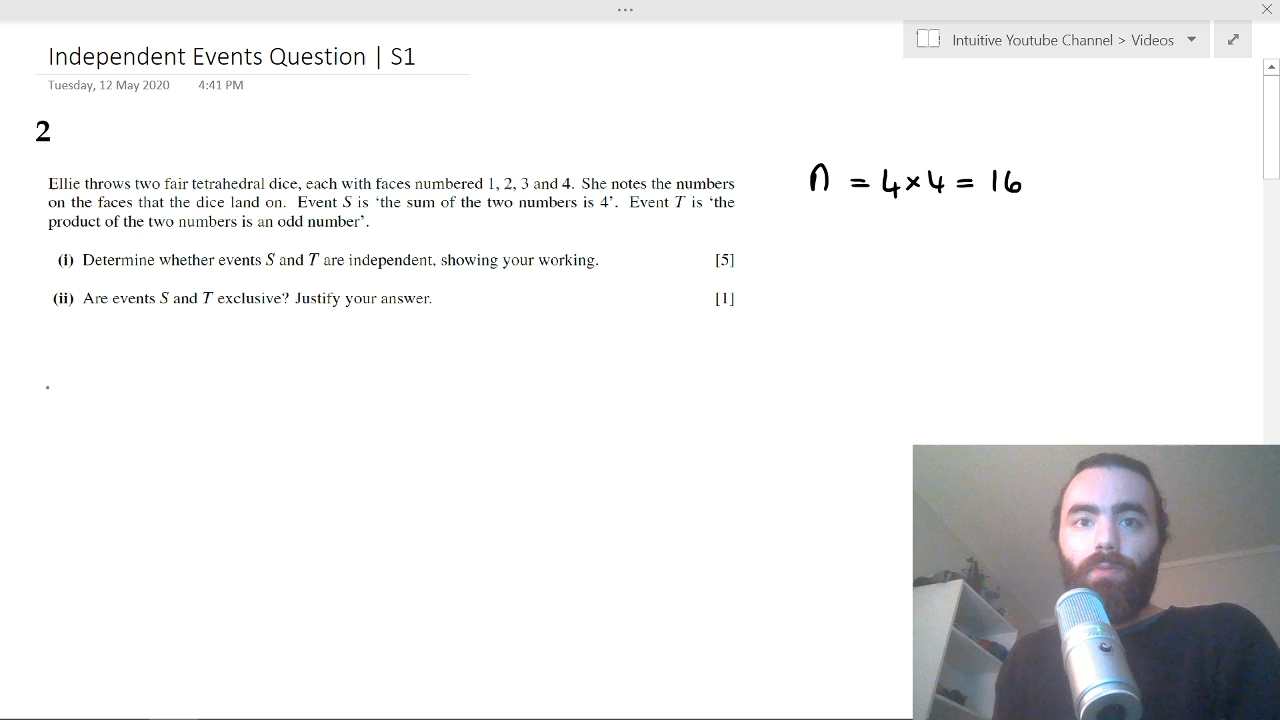 Independent Events Question | S1
Intuitive Youtube Channel > Videos
Tuesday, 12 May 2020 4:41 PM
2
Ellie throws two fair tetrahedral dice, each with faces numbered 1, 2, 3 and 4. She notes the numbers
on the faces that the dice land on. Event S is ‘the sum of the two numbers is 4’. Event T is ‘the
product of the two numbers is an odd number’.
n = 4 × 4 = 16
(i) Determine whether events S and T are independent, showing your working. [5]
(ii) Are events S and T exclusive? Justify your answer. [1]